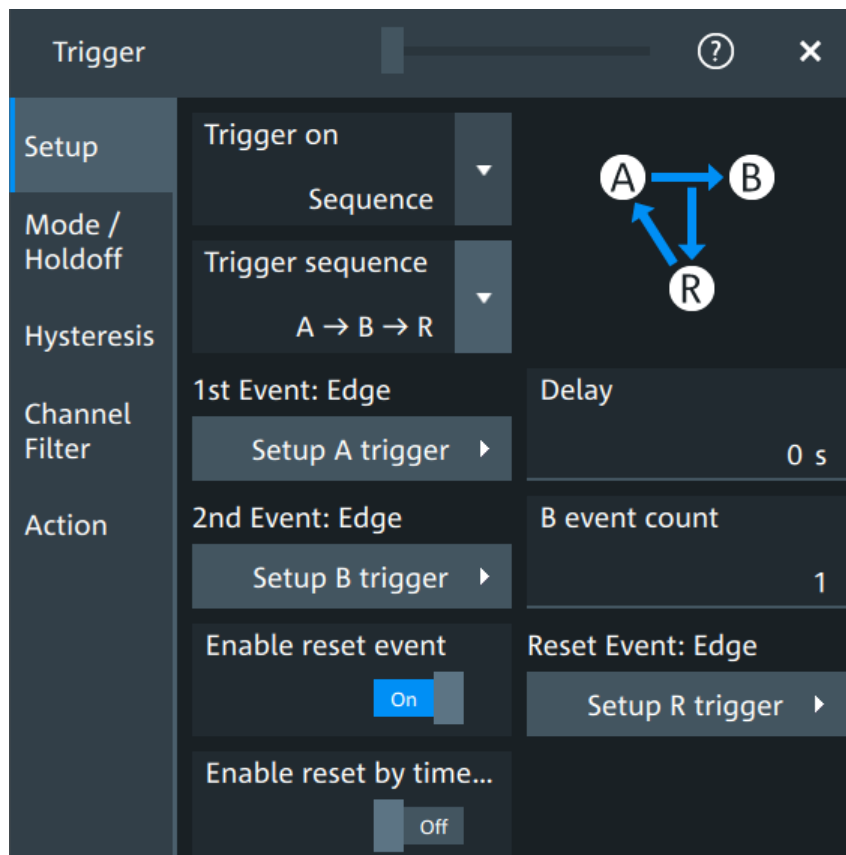 Trigger
?
Setup
Mode /
Holdoff
Hysteresis
Channel
Filter
Action
Trigger on
Sequence
A B
R
Trigger sequence
A → B → R
1st Event: Edge
Setup A trigger
Delay
0 s
2nd Event: Edge
Setup B trigger
B event count
1
Enable reset event
On
Reset Event: Edge
Setup R trigger
Enable reset by time...
Off